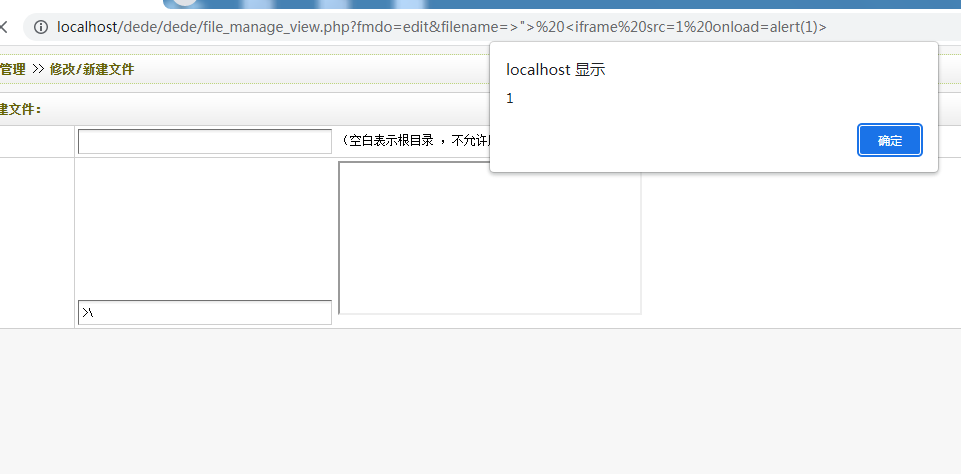 localhost/dede/dede/file_manage_view.php?fmdo=edit&filename=>">%20<iframe%20src=1%20onload=alert(1)>
管理 >> 修改/新建文件
localhost 显示
1
确定
建文件：
（空白表示根目录 ，不允许
>\